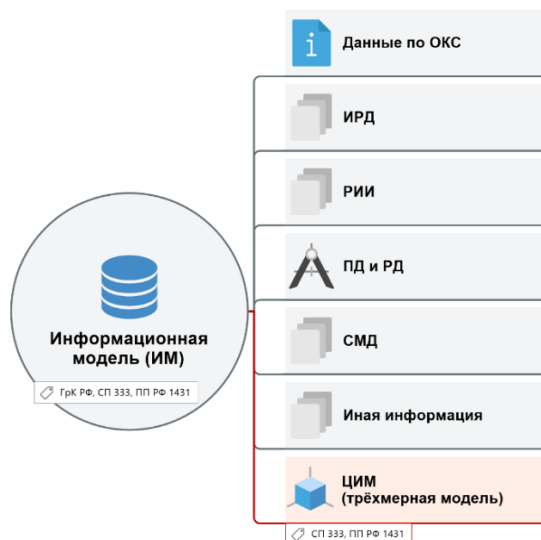 Данные по ОКС
ИРД
РИИ
ПД и РД
СМД
Иная информация
ЦИМ
(трёхмерная модель)
СП 333, ПП РФ 1431
Информационная
модель (ИМ)
ГрК РФ, СП 333, ПП РФ 1431